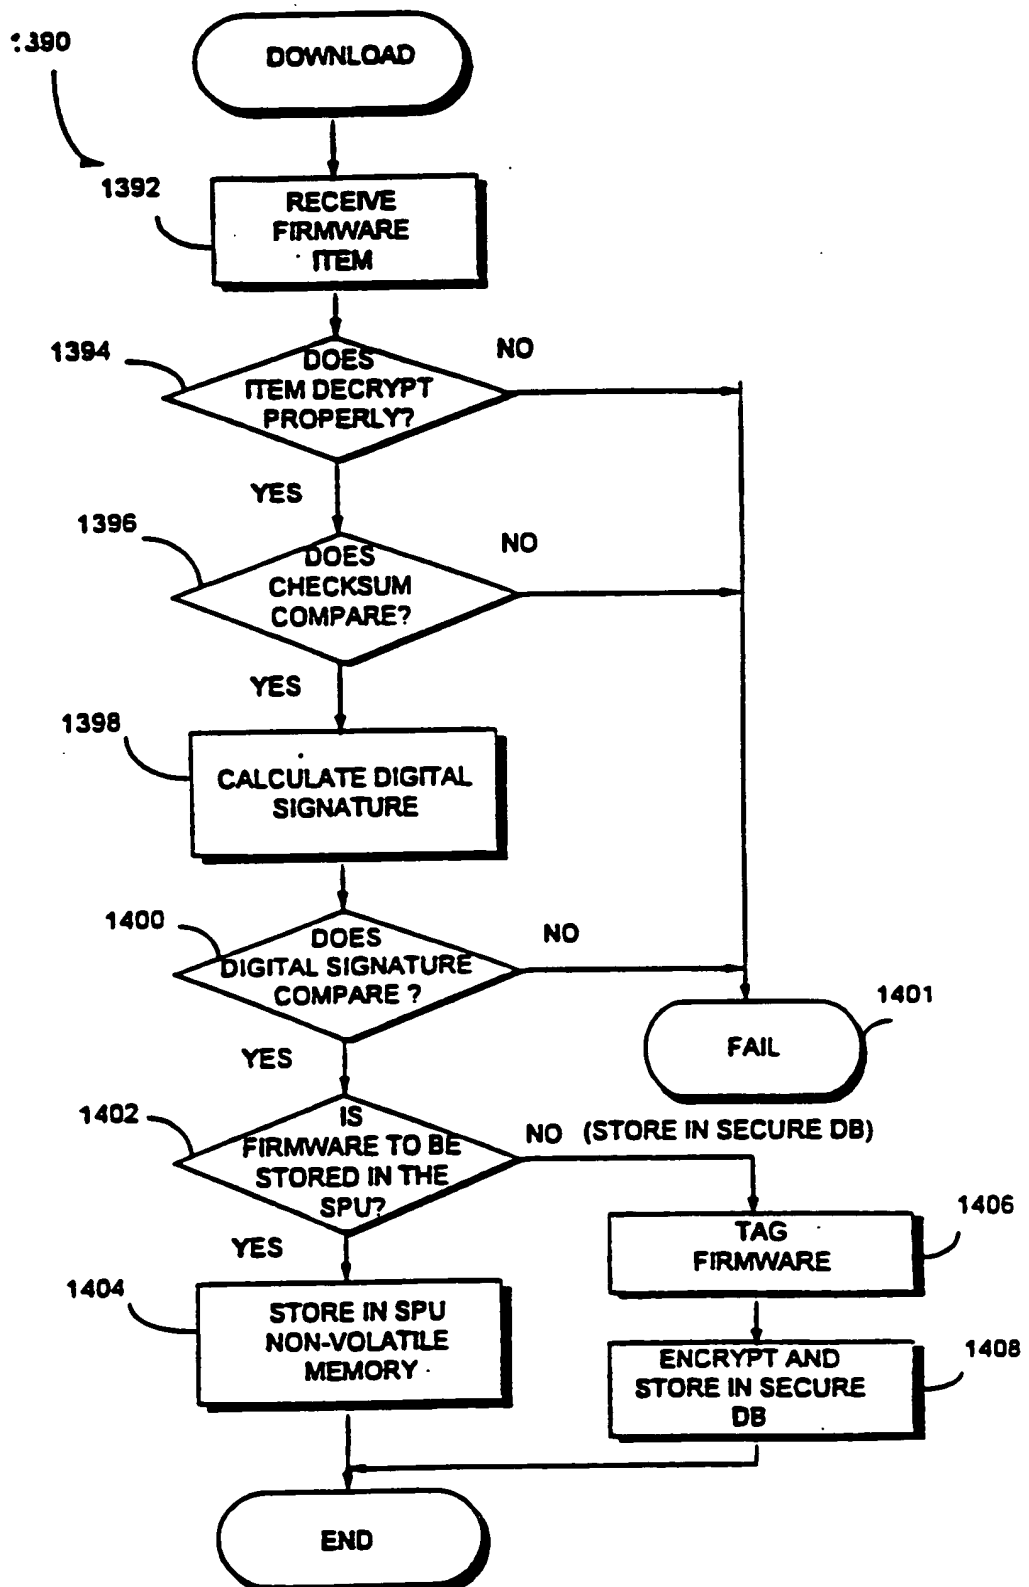 1390
DOWNLOAD
1392
RECEIVE
FIRMWARE
ITEM
1394
DOES
ITEM DECRYPT
PROPERLY?
NO
YES
1396
DOES
CHECKSUM
COMPARE?
NO
YES
1398
CALCULATE DIGITAL
SIGNATURE
1400
DOES
DIGITAL SIGNATURE
COMPARE ?
NO
1401
FAIL
YES
1402
IS
FIRMWARE TO BE
STORED IN THE
SPU?
NO (STORE IN SECURE DB)
1406
TAG
FIRMWARE
YES
1404
STORE IN SPU
NON-VOLATILE
MEMORY
1408
ENCRYPT AND
STORE IN SECURE
DB
END